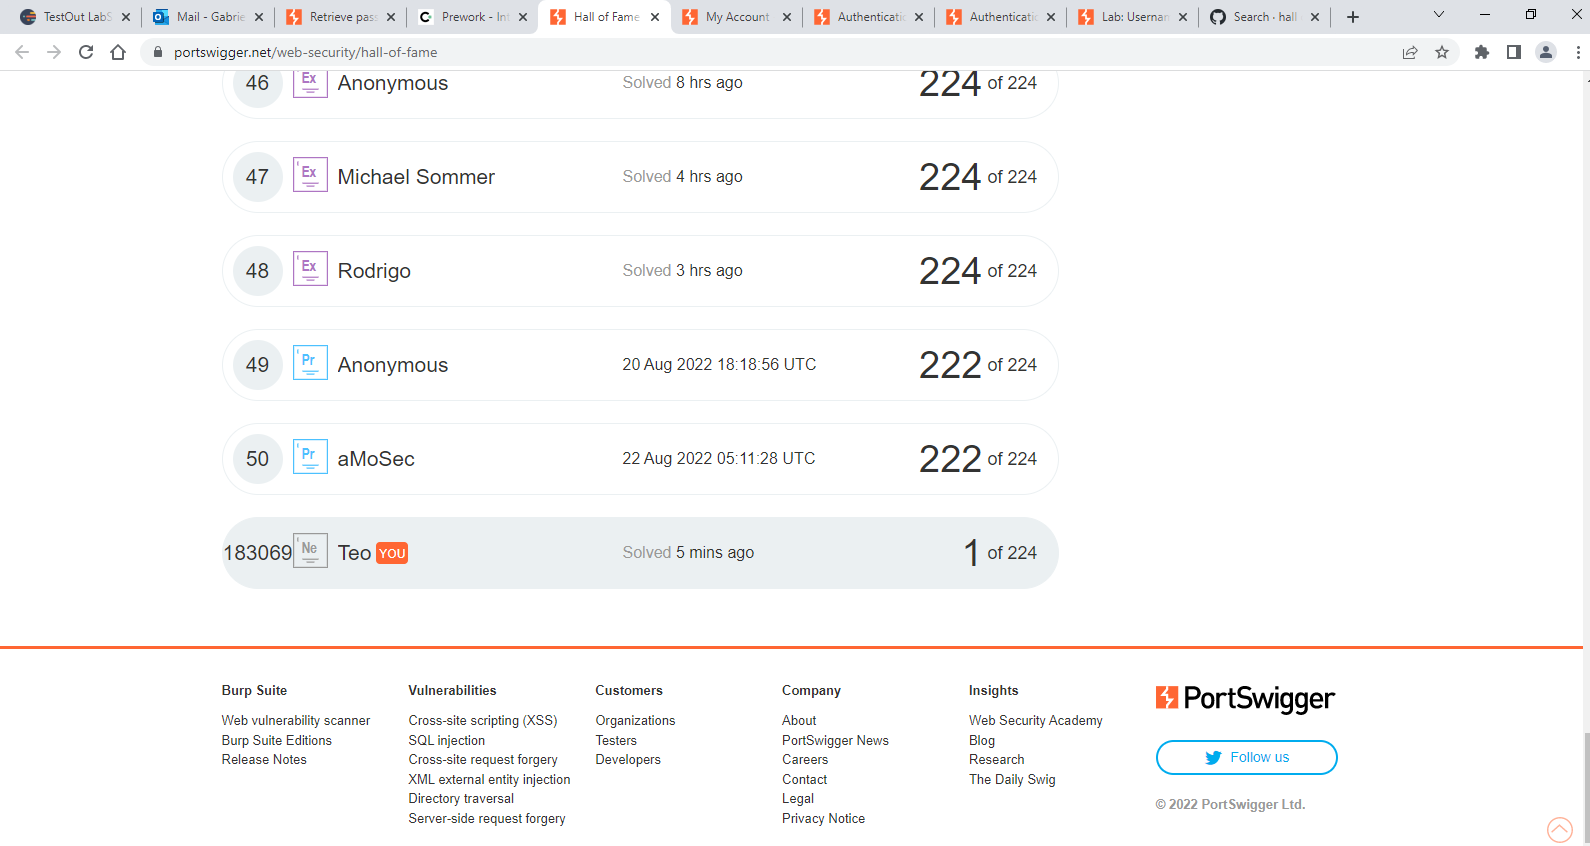 TestOut LabS
Mail - Gabrie
Retrieve pas
Prework - Int
Hall of Fame
My Account
Authenticatio
Authenticatio
Lab: Usernam
Search · hall
portswigger.net/web-security/hall-of-fame
46 Ex Anonymous Solved 8 hrs ago 224 of 224
47 Ex Michael Sommer Solved 4 hrs ago 224 of 224
48 Ex Rodrigo Solved 3 hrs ago 224 of 224
49 Pr Anonymous 20 Aug 2022 18:18:56 UTC 222 of 224
50 Pr aMoSec 22 Aug 2022 05:11:28 UTC 222 of 224
183069 Ne Teo YOU Solved 5 mins ago 1 of 224
Burp Suite
Web vulnerability scanner
Burp Suite Editions
Release Notes
Vulnerabilities
Cross-site scripting (XSS)
SQL injection
Cross-site request forgery
XML external entity injection
Directory traversal
Server-side request forgery
Customers
Organizations
Testers
Developers
Company
About
PortSwigger News
Careers
Contact
Legal
Privacy Notice
Insights
Web Security Academy
Blog
Research
The Daily Swig
PortSwigger
Follow us
© 2022 PortSwigger Ltd.